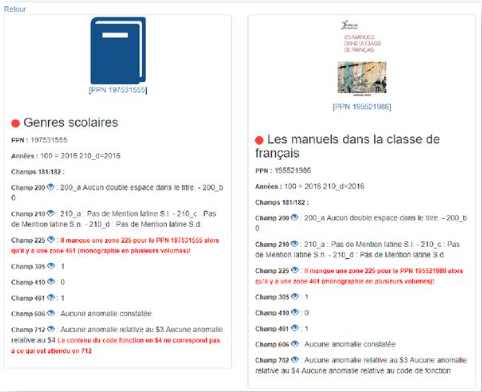 Retour
[PPN 197531555]
Genres scolaires
PPN : 197531555
Années : 100 = 2016 210_d=2016
Champs 181/182 :
Champ 200 : 200_a Aucun double espace dans le titre. - 200_b
0
Champ 210 : 210_a : Pas de Mention latine S.l. - 210_c : Pas
de Mention latine S.n. - 210_d : Pas de Mention latine S.d.
Champ 225 : Il manque une zone 225 pour le PPN 197531555 alors
qu'il y a une zone 461 (monographie en plusieurs volumes)!
Champ 305 : 1
Champ 410 : 0
Champ 461 : 1
Champ 606 : Aucune anomalie constatée
Champ 712 : Aucune anomalie relative au $3 Aucune anomalie
relative au $4 Le contenu du code fonction en $4 ne correspond pas
à ce qui est attendu en 712
LES MANUELS
DANS LA CLASSE
DE FRANÇAIS
[PPN 195521986]
Les manuels dans la classe de
français
PPN : 195521986
Années : 100 = 2016 210_d=2016
Champs 181/182 :
Champ 200 : 200_a Aucun double espace dans le titre. - 200_b
0
Champ 210 : 210_a : Pas de Mention latine S.l. - 210_c : Pas
de Mention latine S.n. - 210_d : Pas de Mention latine S.d.
Champ 225 : Il manque une zone 225 pour le PPN 195521986 alors
qu'il y a une zone 461 (monographie en plusieurs volumes)!
Champ 305 : 1
Champ 410 : 0
Champ 461 : 1
Champ 606 : Aucune anomalie constatée
Champ 702 : Aucune anomalie relative au $3 Aucune anomalie
relative au $4 Aucune anomalie relative au code de fonction